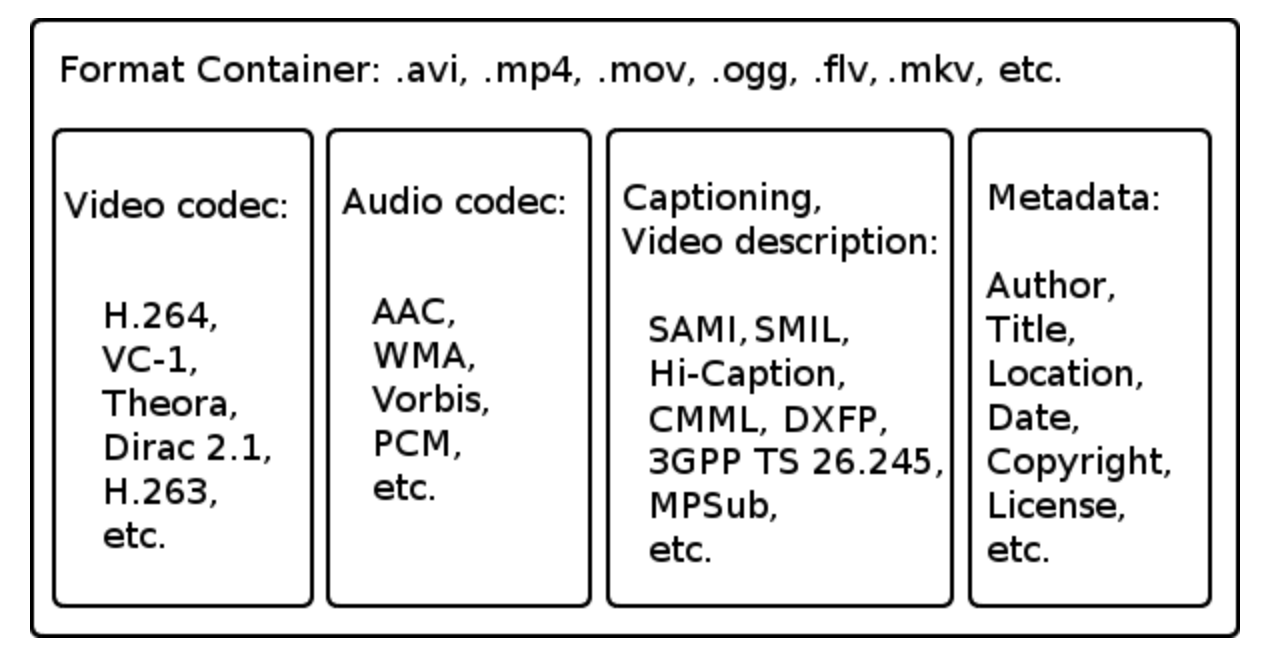 Format Container: .avi, .mp4, .mov, .ogg, .flv, .mkv, etc.
Video codec:
H.264,
VC-1,
Theora,
Dirac 2.1,
H.263,
etc.
Audio codec:
AAC,
WMA,
Vorbis,
PCM,
etc.
Captioning,
Video description:
SAMI, SMIL,
Hi-Caption,
CMML, DXFP,
3GPP TS 26.245,
MPSub,
etc.
Metadata:
Author,
Title,
Location,
Date,
Copyright,
License,
etc.